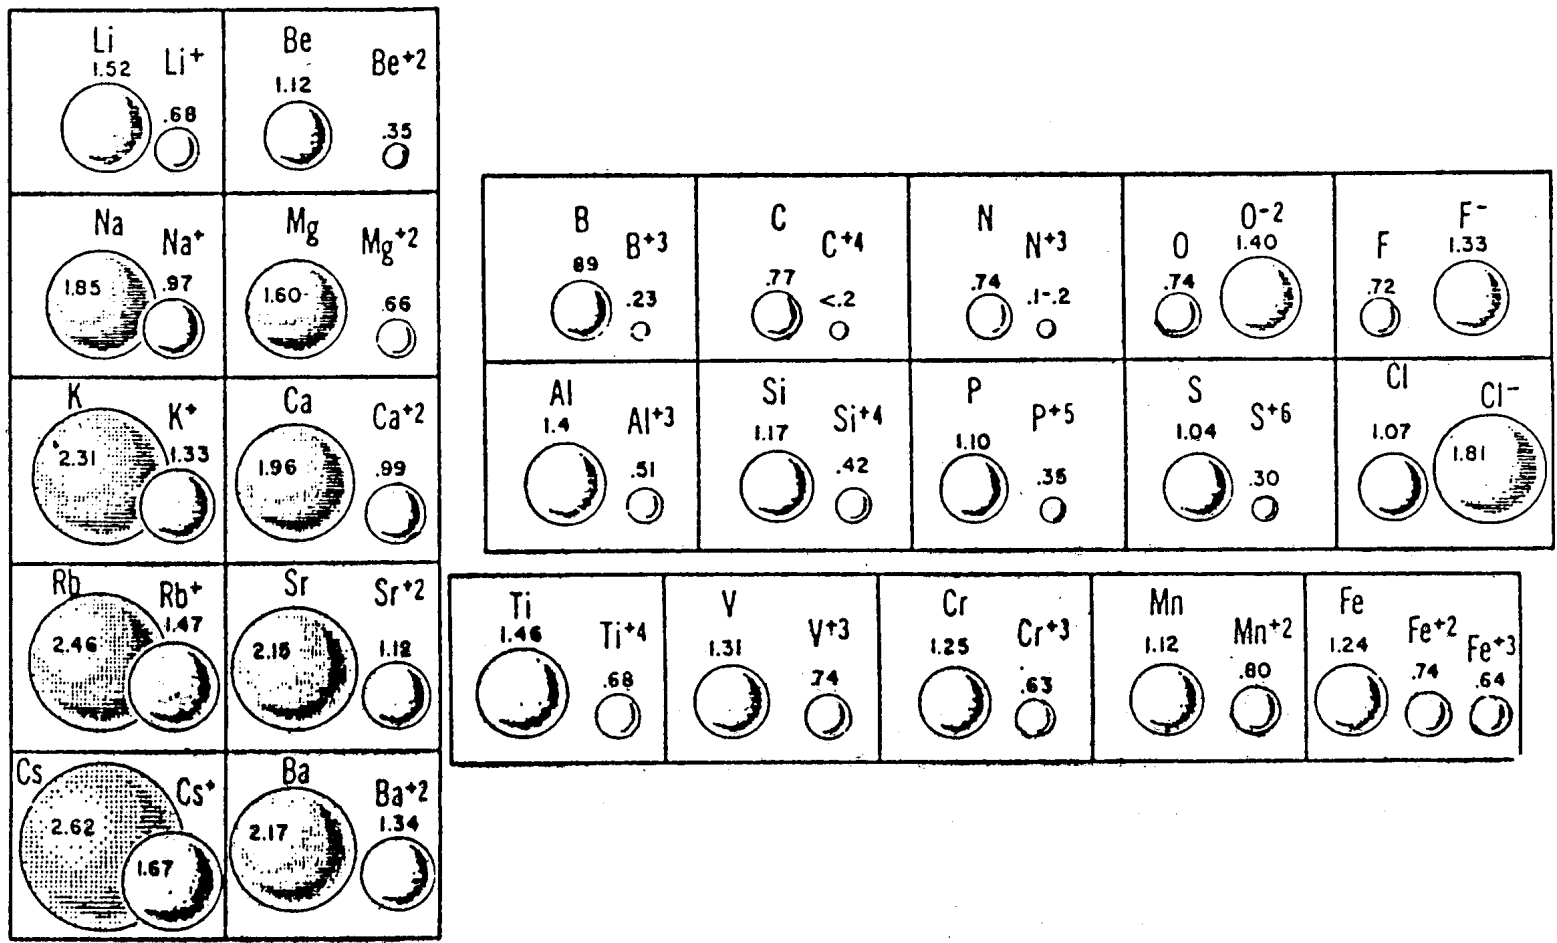 Li Li+
1.52 .68
Be Be+2
1.12 .35
Na Na+
1.85 .97
Mg Mg+2
1.60 .66
K K+
2.31 1.33
Ca Ca+2
1.96 .99
Rb Rb+
2.46 1.47
Sr Sr+2
2.15 1.12
Cs Cs+
2.62 1.67
Ba Ba+2
2.17 1.34
B B+3
.89 .23
C C+4
.77 <.2
N N+3
.74 .1-.2
O O-2
.74 1.40
F F-
.72 1.33
Al Al+3
1.4 .51
Si Si+4
1.17 .42
P P+5
1.10 .35
S S+6
1.04 .30
Cl Cl-
1.07 1.81
Ti Ti+4
1.46 .68
V V+3
1.31 .74
Cr Cr+3
1.25 .63
Mn Mn+2
1.12 .80
Fe Fe+2 Fe+3
1.24 .74 .64